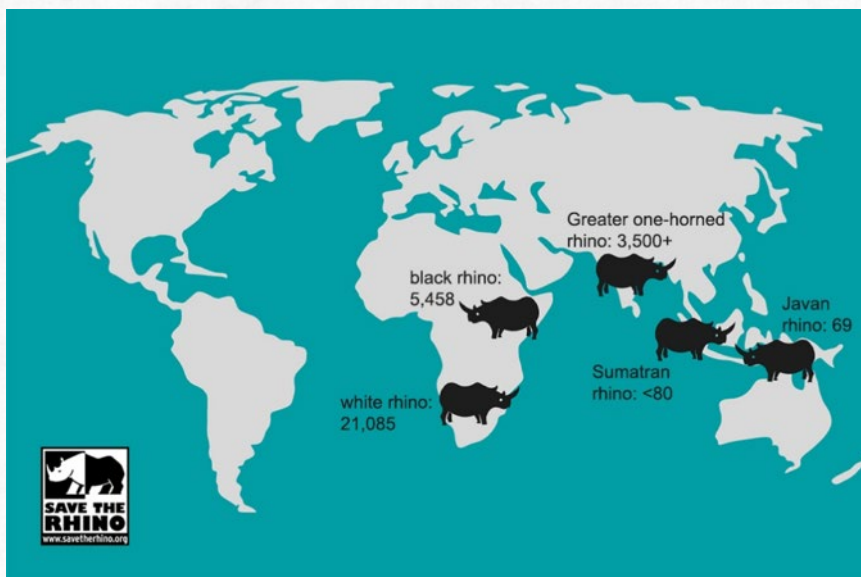 Greater one-horned
rhino: 3,500+
black rhino:
5,458
Javan
rhino: 69
Sumatran
rhino: <80
white rhino:
21,085
SAVE THE
RHINO
www.savetherhino.org